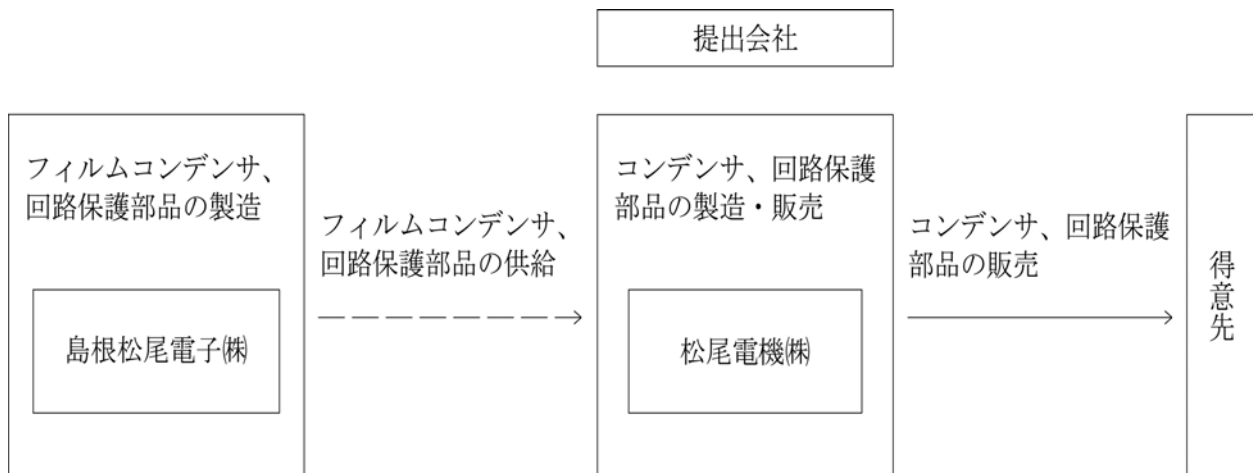 提出会社
フィルムコンデンサ、
回路保護部品の製造
島根松尾電子㈱
フィルムコンデンサ、
回路保護部品の供給
コンデンサ、回路保護
部品の製造・販売
松尾電機㈱
コンデンサ、回路保護
部品の販売
得意先